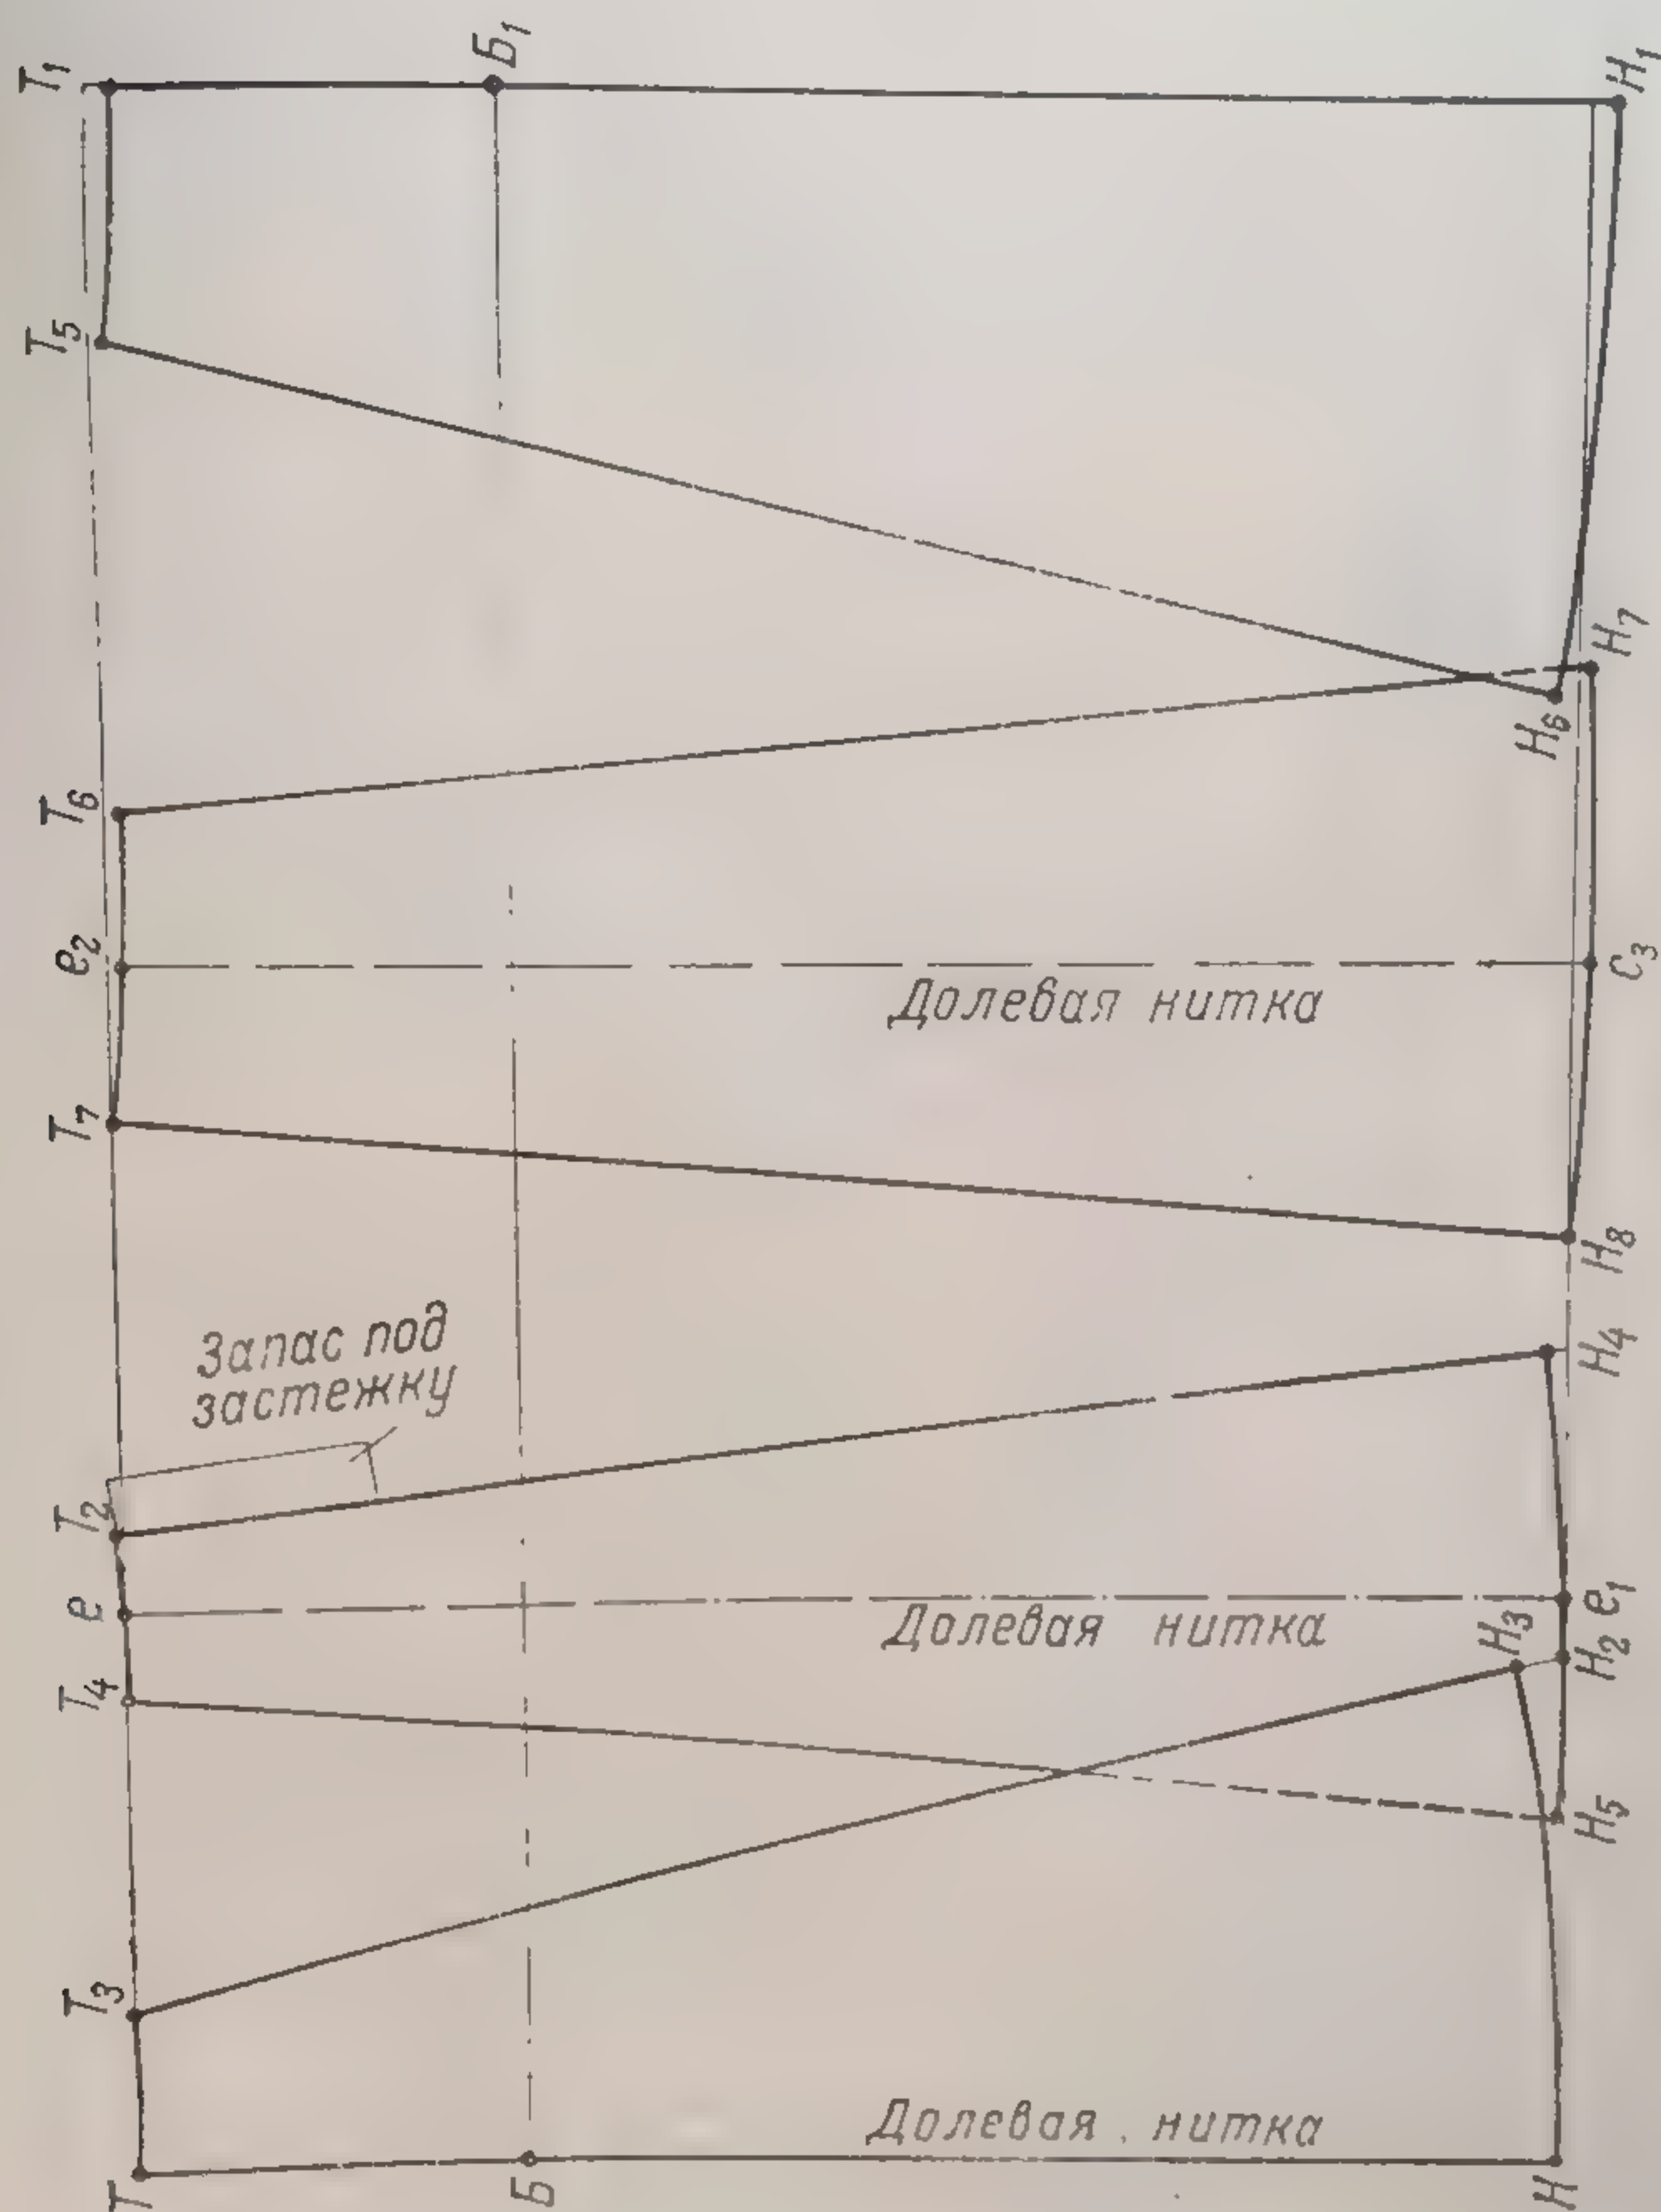 Т₁
Б₁
Н₁
Т₅
Н₇
Н₆
Т₆
е₂
с₃
Долевая нитка
Т₇
Н₈
Запас под
застежку
Н₄
Т₂
е
е₁
Долевая нитка
Н₃
Н₂
Т₄
Н₅
Т₃
Долевая нитка
Т
Б
Н